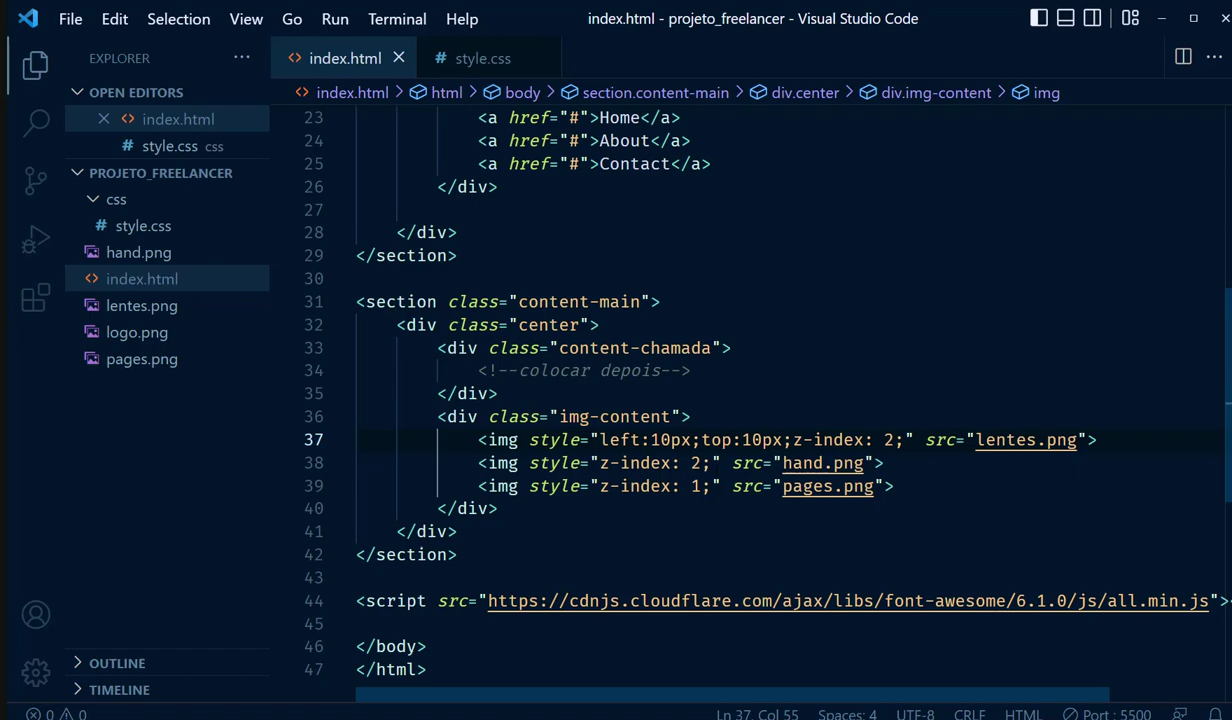 File Edit Selection View Go Run Terminal Help index.html - projeto_freelancer - Visual Studio Code
EXPLORER ···
index.html
# style.css
OPEN EDITORS
index.html
# style.css css
PROJETO_FREELANCER
css
# style.css
hand.png
index.html
lentes.png
logo.png
pages.png
OUTLINE
TIMELINE
index.html > html > body > section.content-main > div.center > div.img-content > img
23 <a href="#">Home</a>
24 <a href="#">About</a>
25 <a href="#">Contact</a>
26 </div>
27
28 </div>
29 </section>
30
31 <section class="content-main">
32 <div class="center">
33 <div class="content-chamada">
34 <!--colocar depois-->
35 </div>
36 <div class="img-content">
37 <img style="left:10px;top:10px;z-index: 2;" src="lentes.png">
38 <img style="z-index: 2;" src="hand.png">
39 <img style="z-index: 1;" src="pages.png">
40 </div>
41 </div>
42 </section>
43
44 <script src="https://cdnjs.cloudflare.com/ajax/libs/font-awesome/6.1.0/js/all.min.js">
45
46 </body>
47 </html>
0 0 Ln 37, Col 55 Spaces: 4 UTF-8 CRLF HTML Port : 5500